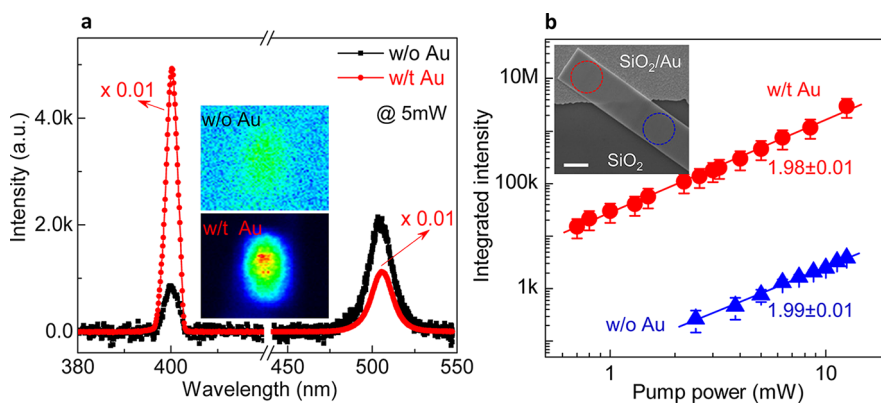 a
w/o Au
w/t Au
@ 5mW
x 0.01
w/o Au
w/t Au
x 0.01
4.0k
2.0k
0.0
Intensity (a.u.)
380
400
450
500
550
Wavelength (nm)
b
SiO2/Au
SiO2
w/t Au
1.98±0.01
w/o Au
1.99±0.01
10M
100k
1k
Integrated intensity
1
10
Pump power (mW)